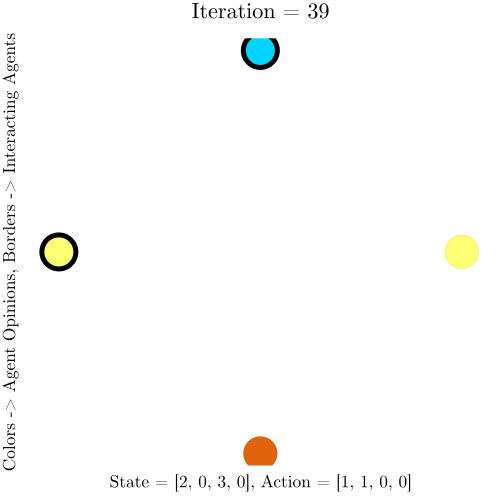 Iteration = 39
Colors -> Agent Opinions, Borders -> Interacting Agents
State = [2, 0, 3, 0], Action = [1, 1, 0, 0]